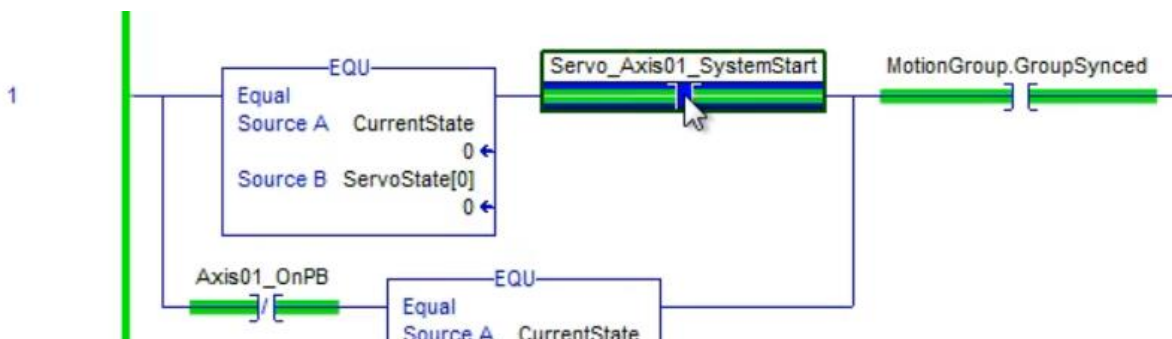 EQU
Servo_Axis01_SystemStart
MotionGroup.GroupSynced
1
Equal
Source A CurrentState
0
Source B ServoState[0]
0
Axis01_OnPB
EQU
Equal
Source A CurrentState